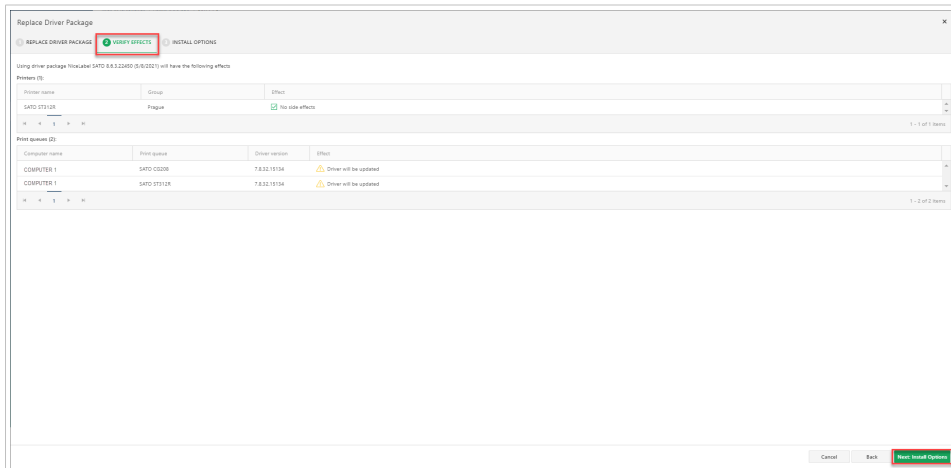 Replace Driver Package
1 REPLACE DRIVER PACKAGE 2 VERIFY EFFECTS 3 INSTALL OPTIONS
Using driver package NiceLabel SATO 8.6.3.22450 (5/8/2021) will have the following effects
Printers (1):
Printer name Group Effect
SATO ST312R Prague No side effects
1
1 - 1 of 1 items
Print queues (2):
Computer name Print queue Driver version Effect
COMPUTER 1 SATO CG208 7.8.32.15134 Driver will be updated
COMPUTER 1 SATO ST312R 7.8.32.15134 Driver will be updated
1
1 - 2 of 2 items
Cancel Back Next: Install Options